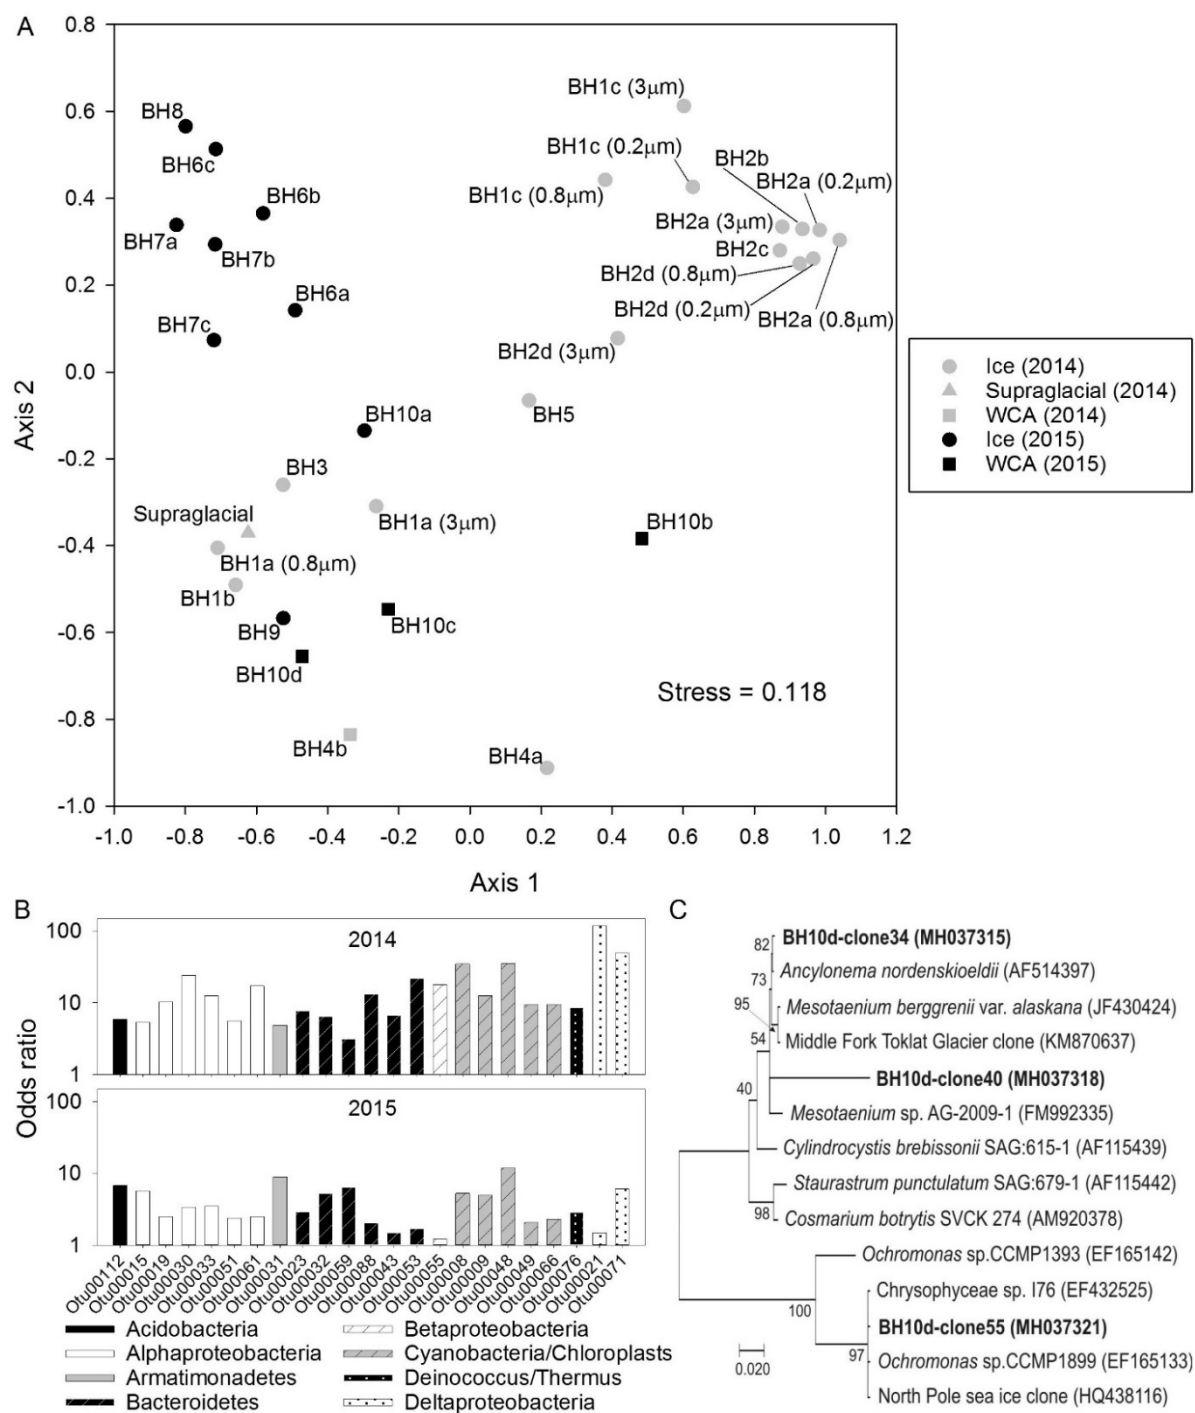 A
0.8
0.6
0.4
0.2
0.0
-0.2
-0.4
-0.6
-0.8
-1.0
Axis 2
-1.0 -0.8 -0.6 -0.4 -0.2 0.0 0.2 0.4 0.6 0.8 1.0 1.2
Axis 1
BH8
BH6c
BH6b
BH7a
BH7b
BH6a
BH7c
BH1c (3μm)
BH1c (0.2μm)
BH2b
BH2a (0.2μm)
BH1c (0.8μm)
BH2a (3μm)
BH2c
BH2d (0.8μm)
BH2d (0.2μm)
BH2a (0.8μm)
BH2d (3μm)
BH5
BH10a
BH3
Supraglacial
BH1a (3μm)
BH10b
BH1a (0.8μm)
BH1b
BH9
BH10c
BH10d
BH4b
BH4a
Stress = 0.118
Ice (2014)
Supraglacial (2014)
WCA (2014)
Ice (2015)
WCA (2015)
B
Odds ratio
2014
100
10
1
2015
100
10
1
Otu00112
Otu00015
Otu00019
Otu00030
Otu00033
Otu00051
Otu00061
Otu00031
Otu00023
Otu00032
Otu00059
Otu00088
Otu00043
Otu00053
Otu00055
Otu00008
Otu00009
Otu00048
Otu00049
Otu00066
Otu00076
Otu00021
Otu00071
Acidobacteria
Alphaproteobacteria
Armatimonadetes
Bacteroidetes
Betaproteobacteria
Cyanobacteria/Chloroplasts
Deinococcus/Thermus
Deltaproteobacteria
C
BH10d-clone34 (MH037315)
Ancylonema nordenskioeldii (AF514397)
Mesotaenium berggrenii var. alaskana (JF430424)
Middle Fork Toklat Glacier clone (KM870637)
BH10d-clone40 (MH037318)
Mesotaenium sp. AG-2009-1 (FM992335)
Cylindrocystis brebissonii SAG:615-1 (AF115439)
Staurastrum punctulatum SAG:679-1 (AF115442)
Cosmarium botrytis SVCK 274 (AM920378)
Ochromonas sp.CCMP1393 (EF165142)
Chrysophyceae sp. I76 (EF432525)
BH10d-clone55 (MH037321)
Ochromonas sp.CCMP1899 (EF165133)
North Pole sea ice clone (HQ438116)
82
73
95
54
40
98
100
97
0.020